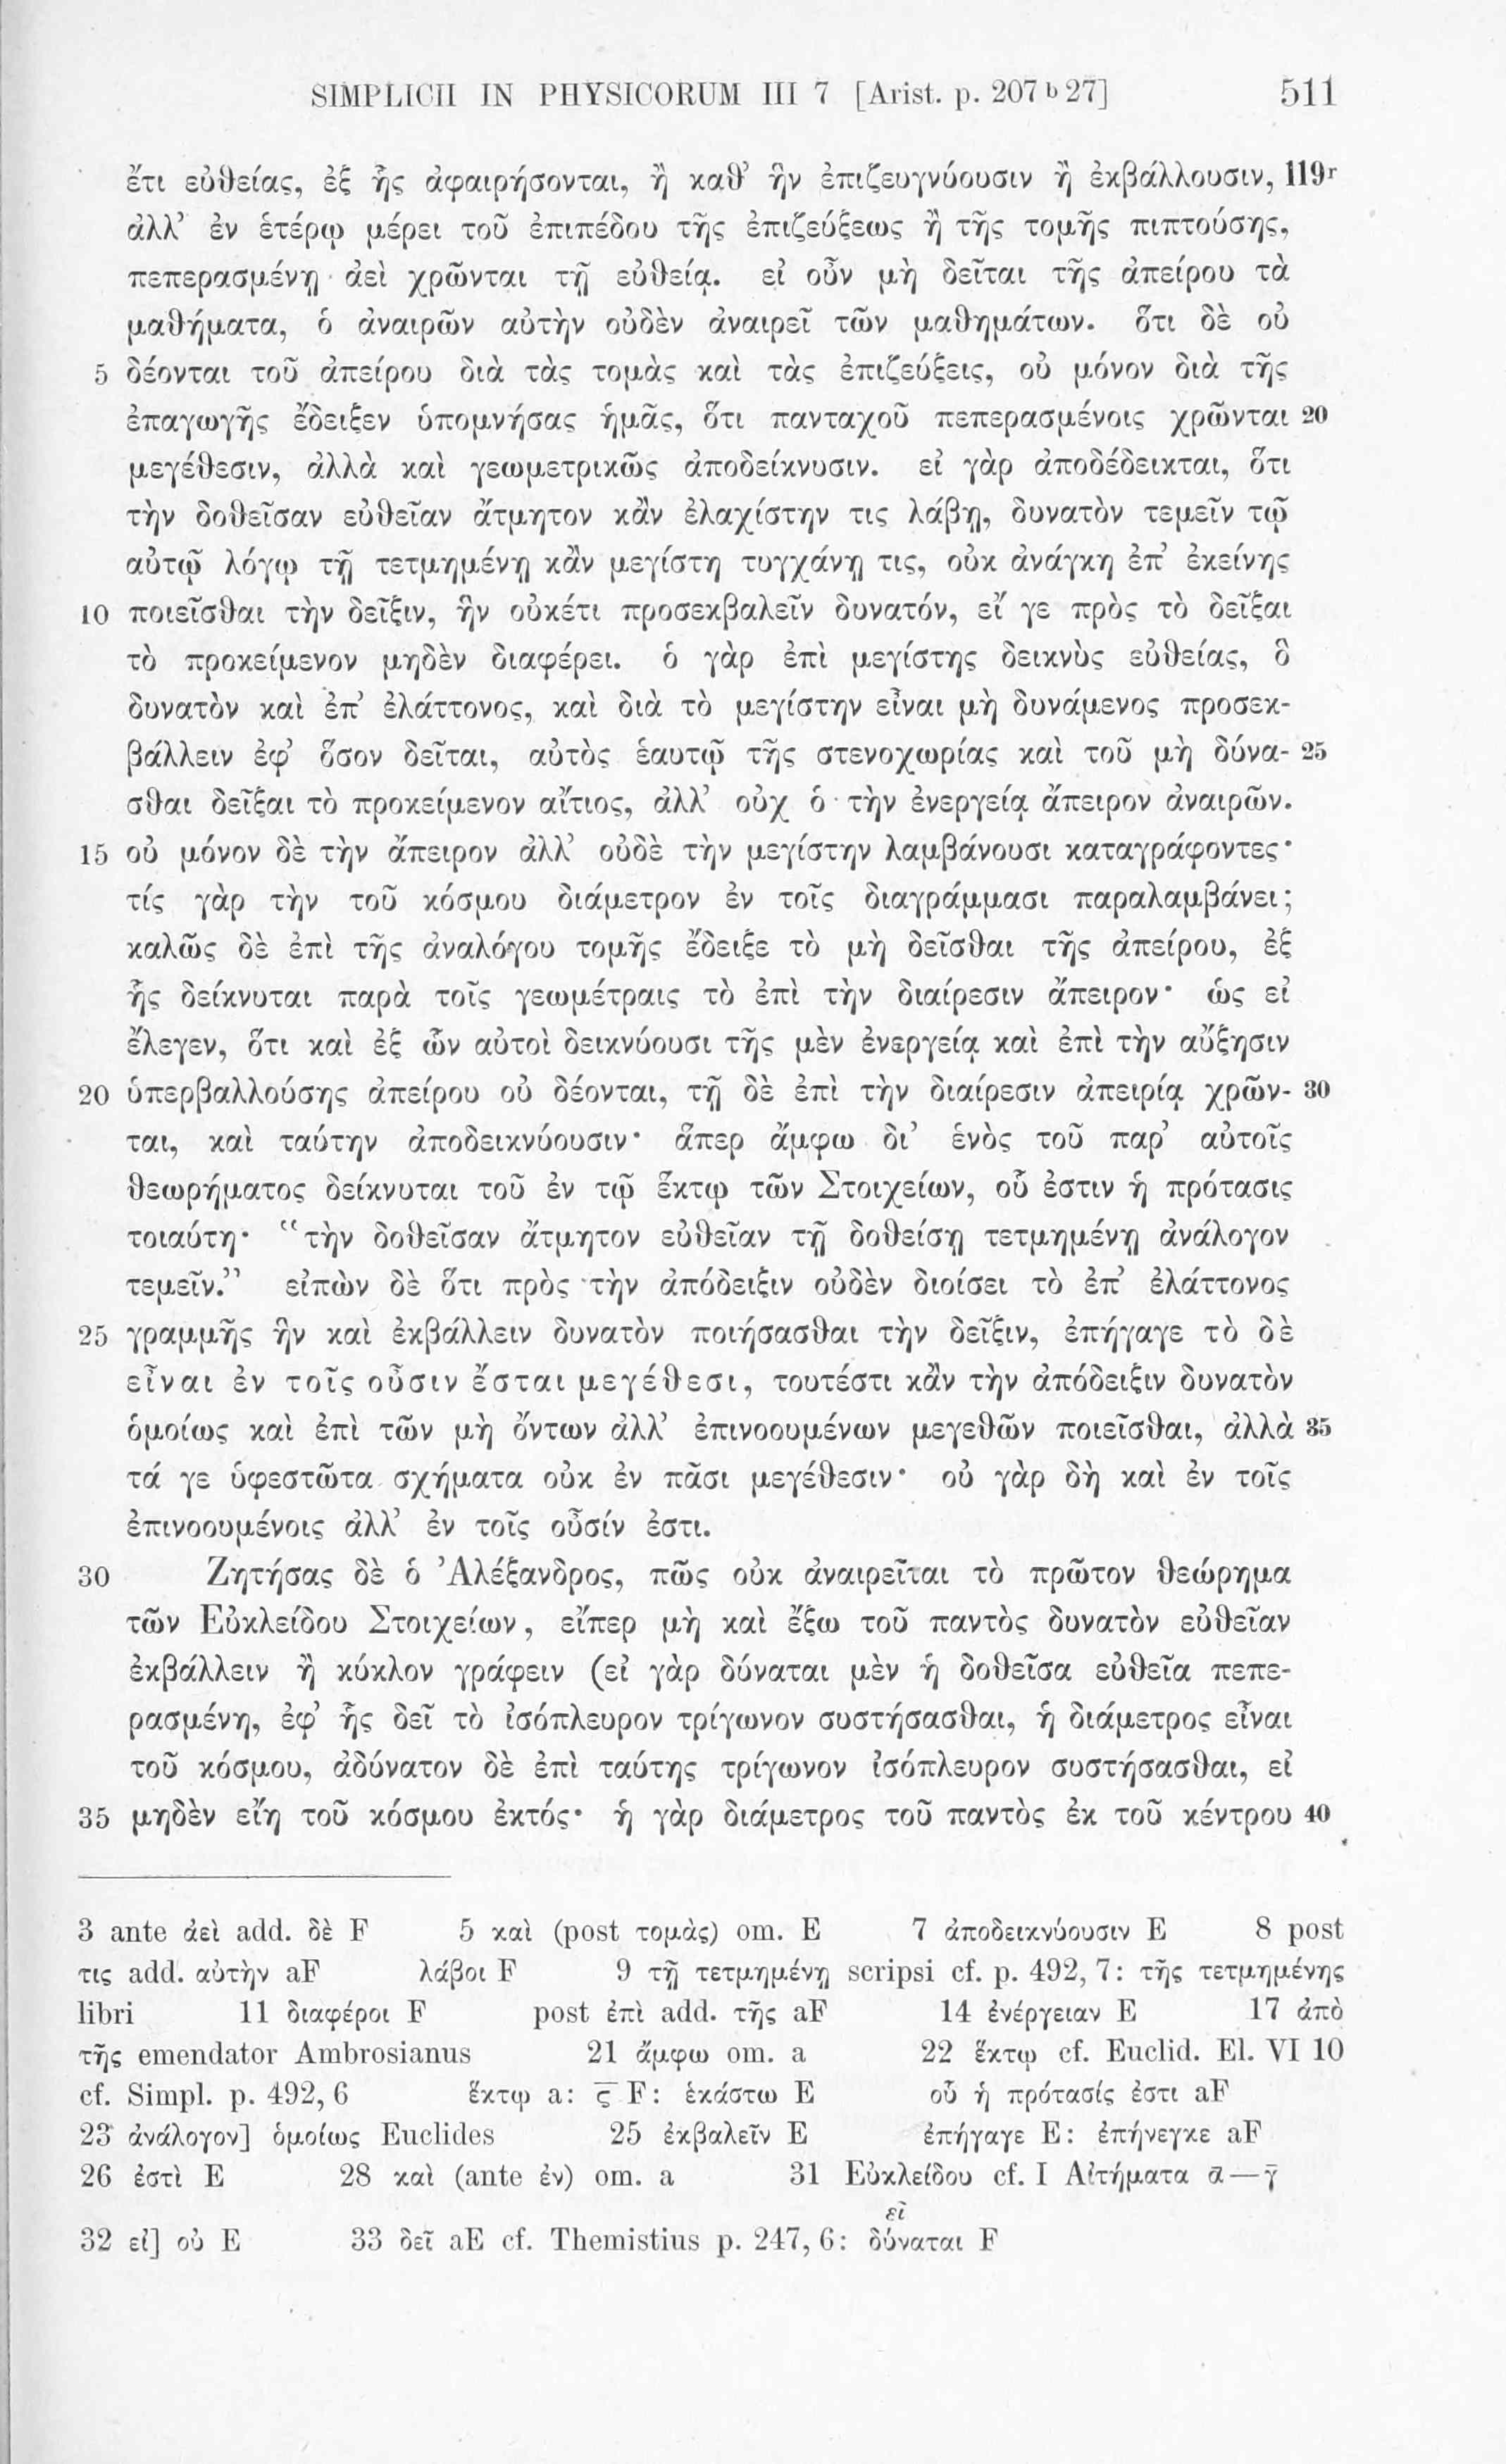 SIMPLICII IN PHYSICORUM III 7 [Arist. p. 207 b 27] 511
ἔτι εὐθείας, ἐξ ἧς ἀφαιρήσονται, ἢ καθ’ ἣν ἐπιζευγνύουσιν ἢ ἐκβάλλουσιν, 119r
ἀλλ’ ἐν ἑτέρῳ μέρει τοῦ ἐπιπέδου τῆς ἐπιζεύξεως ἢ τῆς τομῆς πιπτούσης,
πεπερασμένῃ ἀεὶ χρῶνται τῇ εὐθείᾳ. εἰ οὖν μὴ δεῖται τῆς ἀπείρου τὰ
μαθήματα, ὁ ἀναιρῶν αὐτὴν οὐδὲν ἀναιρεῖ τῶν μαθημάτων. ὅτι δὲ οὐ
5 δέονται τοῦ ἀπείρου διὰ τὰς τομὰς καὶ τὰς ἐπιζεύξεις, οὐ μόνον διὰ τῆς
ἐπαγωγῆς ἔδειξεν ὑπομνήσας ἡμᾶς, ὅτι πανταχοῦ πεπερασμένοις χρῶνται 20
μεγέθεσιν, ἀλλὰ καὶ γεωμετρικῶς ἀποδείκνυσιν. εἰ γὰρ ἀποδέδεικται, ὅτι
τὴν δοθεῖσαν εὐθεῖαν ἄτμητον κἂν ἐλαχίστην τις λάβῃ, δυνατὸν τεμεῖν τῷ
αὐτῷ λόγῳ τῇ τετμημένῃ κἂν μεγίστη τυγχάνῃ τις, οὐκ ἀνάγκη ἐπ’ ἐκείνης
10 ποιεῖσθαι τὴν δεῖξιν, ἣν οὐκέτι προσεκβαλεῖν δυνατόν, εἴ γε πρὸς τὸ δεῖξαι
τὸ προκείμενον μηδὲν διαφέρει. ὁ γὰρ ἐπὶ μεγίστης δεικνὺς εὐθείας, ὃ
δυνατὸν καὶ ἐπ’ ἐλάττονος, καὶ διὰ τὸ μεγίστην εἶναι μὴ δυνάμενος προσεκ-
βάλλειν ἐφ’ ὅσον δεῖται, αὐτὸς ἑαυτῷ τῆς στενοχωρίας καὶ τοῦ μὴ δύνα- 25
σθαι δεῖξαι τὸ προκείμενον αἴτιος, ἀλλ’ οὐχ ὁ τὴν ἐνεργείᾳ ἄπειρον ἀναιρῶν.
15 οὐ μόνον δὲ τὴν ἄπειρον ἀλλ’ οὐδὲ τὴν μεγίστην λαμβάνουσι καταγράφοντες·
τίς γὰρ τὴν τοῦ κόσμου διάμετρον ἐν τοῖς διαγράμμασι παραλαμβάνει;
καλῶς δὲ ἐπὶ τῆς ἀναλόγου τομῆς ἔδειξε τὸ μὴ δεῖσθαι τῆς ἀπείρου, ἐξ
ἧς δείκνυται παρὰ τοῖς γεωμέτραις τὸ ἐπὶ τὴν διαίρεσιν ἄπειρον· ὡς εἰ
ἔλεγεν, ὅτι καὶ ἐξ ὧν αὐτοὶ δεικνύουσι τῆς μὲν ἐνεργείᾳ καὶ ἐπὶ τὴν αὔξησιν
20 ὑπερβαλλούσης ἀπείρου οὐ δέονται, τῇ δὲ ἐπὶ τὴν διαίρεσιν ἀπειρίᾳ χρῶν- 30
ται, καὶ ταύτην ἀποδεικνύουσιν· ἅπερ ἄμφω δι’ ἑνὸς τοῦ παρ’ αὐτοῖς
θεωρήματος δείκνυται τοῦ ἐν τῷ ἕκτῳ τῶν Στοιχείων, οὗ ἐστιν ἡ πρότασις
τοιαύτη· “τὴν δοθεῖσαν ἄτμητον εὐθεῖαν τῇ δοθείσῃ τετμημένῃ ἀνάλογον
τεμεῖν.” εἰπὼν δὲ ὅτι πρὸς τὴν ἀπόδειξιν οὐδὲν διοίσει τὸ ἐπ’ ἐλάττονος
25 γραμμῆς ἣν καὶ ἐκβάλλειν δυνατὸν ποιήσασθαι τὴν δεῖξιν, ἐπήγαγε τὸ δὲ
εἶναι ἐν τοῖς οὖσιν ἔσται μεγέθεσι, τουτέστι κἂν τὴν ἀπόδειξιν δυνατὸν
ὁμοίως καὶ ἐπὶ τῶν μὴ ὄντων ἀλλ’ ἐπινοουμένων μεγεθῶν ποιεῖσθαι, ἀλλὰ 35
τά γε ὑφεστῶτα σχήματα οὐκ ἐν πᾶσι μεγέθεσιν· οὐ γὰρ δὴ καὶ ἐν τοῖς
ἐπινοουμένοις ἀλλ’ ἐν τοῖς οὖσίν ἐστι.
30 Ζητήσας δὲ ὁ Ἀλέξανδρος, πῶς οὐκ ἀναιρεῖται τὸ πρῶτον θεώρημα
τῶν Εὐκλείδου Στοιχείων, εἴπερ μὴ καὶ ἔξω τοῦ παντὸς δυνατὸν εὐθεῖαν
ἐκβάλλειν ἢ κύκλον γράφειν (εἰ γὰρ δύναται μὲν ἡ δοθεῖσα εὐθεῖα πεπε-
ρασμένη, ἐφ’ ἧς δεῖ τὸ ἰσόπλευρον τρίγωνον συστήσασθαι, ἡ διάμετρος εἶναι
τοῦ κόσμου, ἀδύνατον δὲ ἐπὶ ταύτης τρίγωνον ἰσόπλευρον συστήσασθαι, εἰ
35 μηδὲν εἴη τοῦ κόσμου ἐκτός· ἡ γὰρ διάμετρος τοῦ παντὸς ἐκ τοῦ κέντρου 40
3 ante ἀεὶ add. δὲ F 5 καὶ (post τομὰς) om. E 7 ἀποδεικνύουσιν E 8 post
τις add. αὐτὴν aF λάβοι F 9 τῇ τετμημένῃ scripsi cf. p. 492, 7: τῆς τετμημένης
libri 11 διαφέροι F post ἐπὶ add. τῆς aF 14 ἐνέργειαν E 17 ἀπὸ
τῆς emendator Ambrosianus 21 ἄμφω om. a 22 ἕκτῳ cf. Euclid. El. VI 10
cf. Simpl. p. 492, 6 ἕκτῳ a: ς̄ F: ἑκάστω E οὗ ἡ πρότασίς ἐστι aF
23 ἀνάλογον] ὁμοίως Euclides 25 ἐκβαλεῖν E ἐπήγαγε E: ἐπήνεγκε aF
26 ἐστὶ E 28 καὶ (ante ἐν) om. a 31 Εὐκλείδου cf. I Αἰτήματα ᾱ—γ̄
εῖ
32 εἰ] οὐ E 33 δεῖ aE cf. Themistius p. 247, 6: δύναται F